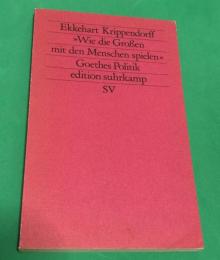 Ekkehart Krippendorff
»Wie die Großen
mit den Menschen spielen«
Goethes Politik
edition suhrkamp
SV